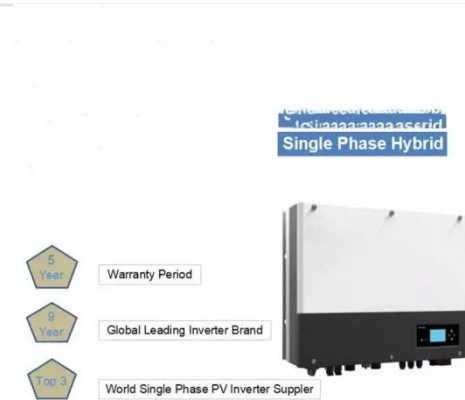 Single Phase Hybrid
5
Year
Warranty Period
9
Year
Global Leading Inverter Brand
Top 3
World Single Phase PV Inverter Suppler